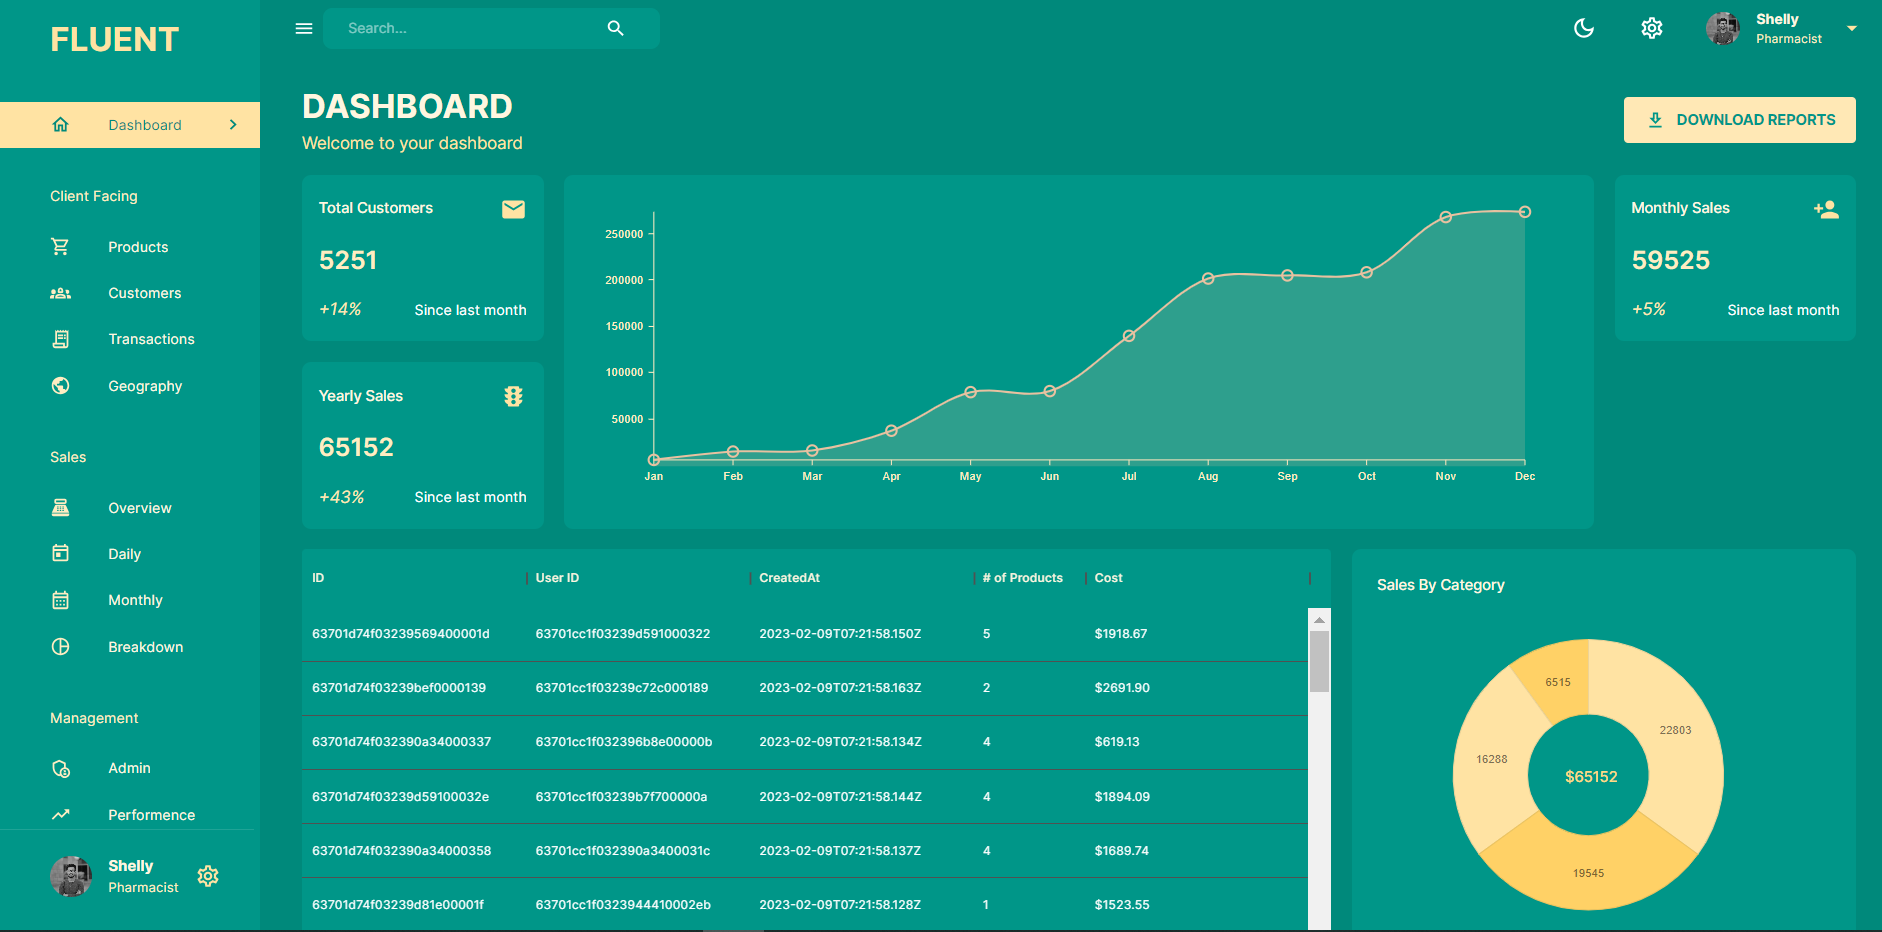 FLUENT
Search...
Shelly
Pharmacist
Dashboard
Client Facing
Products
Customers
Transactions
Geography
Sales
Overview
Daily
Monthly
Breakdown
Management
Admin
Performence
Shelly
Pharmacist
DASHBOARD
Welcome to your dashboard
DOWNLOAD REPORTS
Total Customers
5251
+14% Since last month
Yearly Sales
65152
+43% Since last month
250000
200000
150000
100000
50000
Jan Feb Mar Apr May Jun Jul Aug Sep Oct Nov Dec
Monthly Sales
59525
+5% Since last month
ID User ID CreatedAt # of Products Cost
63701d74f03239569400001d 63701cc1f03239d591000322 2023-02-09T07:21:58.150Z 5 $1918.67
63701d74f03239bef0000139 63701cc1f03239c72c000189 2023-02-09T07:21:58.163Z 2 $2691.90
63701d74f032390a34000337 63701cc1f032396b8e00000b 2023-02-09T07:21:58.134Z 4 $619.13
63701d74f03239d59100032e 63701cc1f03239b7f700000a 2023-02-09T07:21:58.144Z 4 $1894.09
63701d74f032390a34000358 63701cc1f032390a3400031c 2023-02-09T07:21:58.137Z 4 $1689.74
63701d74f03239d81e00001f 63701cc1f0323944410002eb 2023-02-09T07:21:58.128Z 1 $1523.55
Sales By Category
6515
22803
16288
$65152
19545